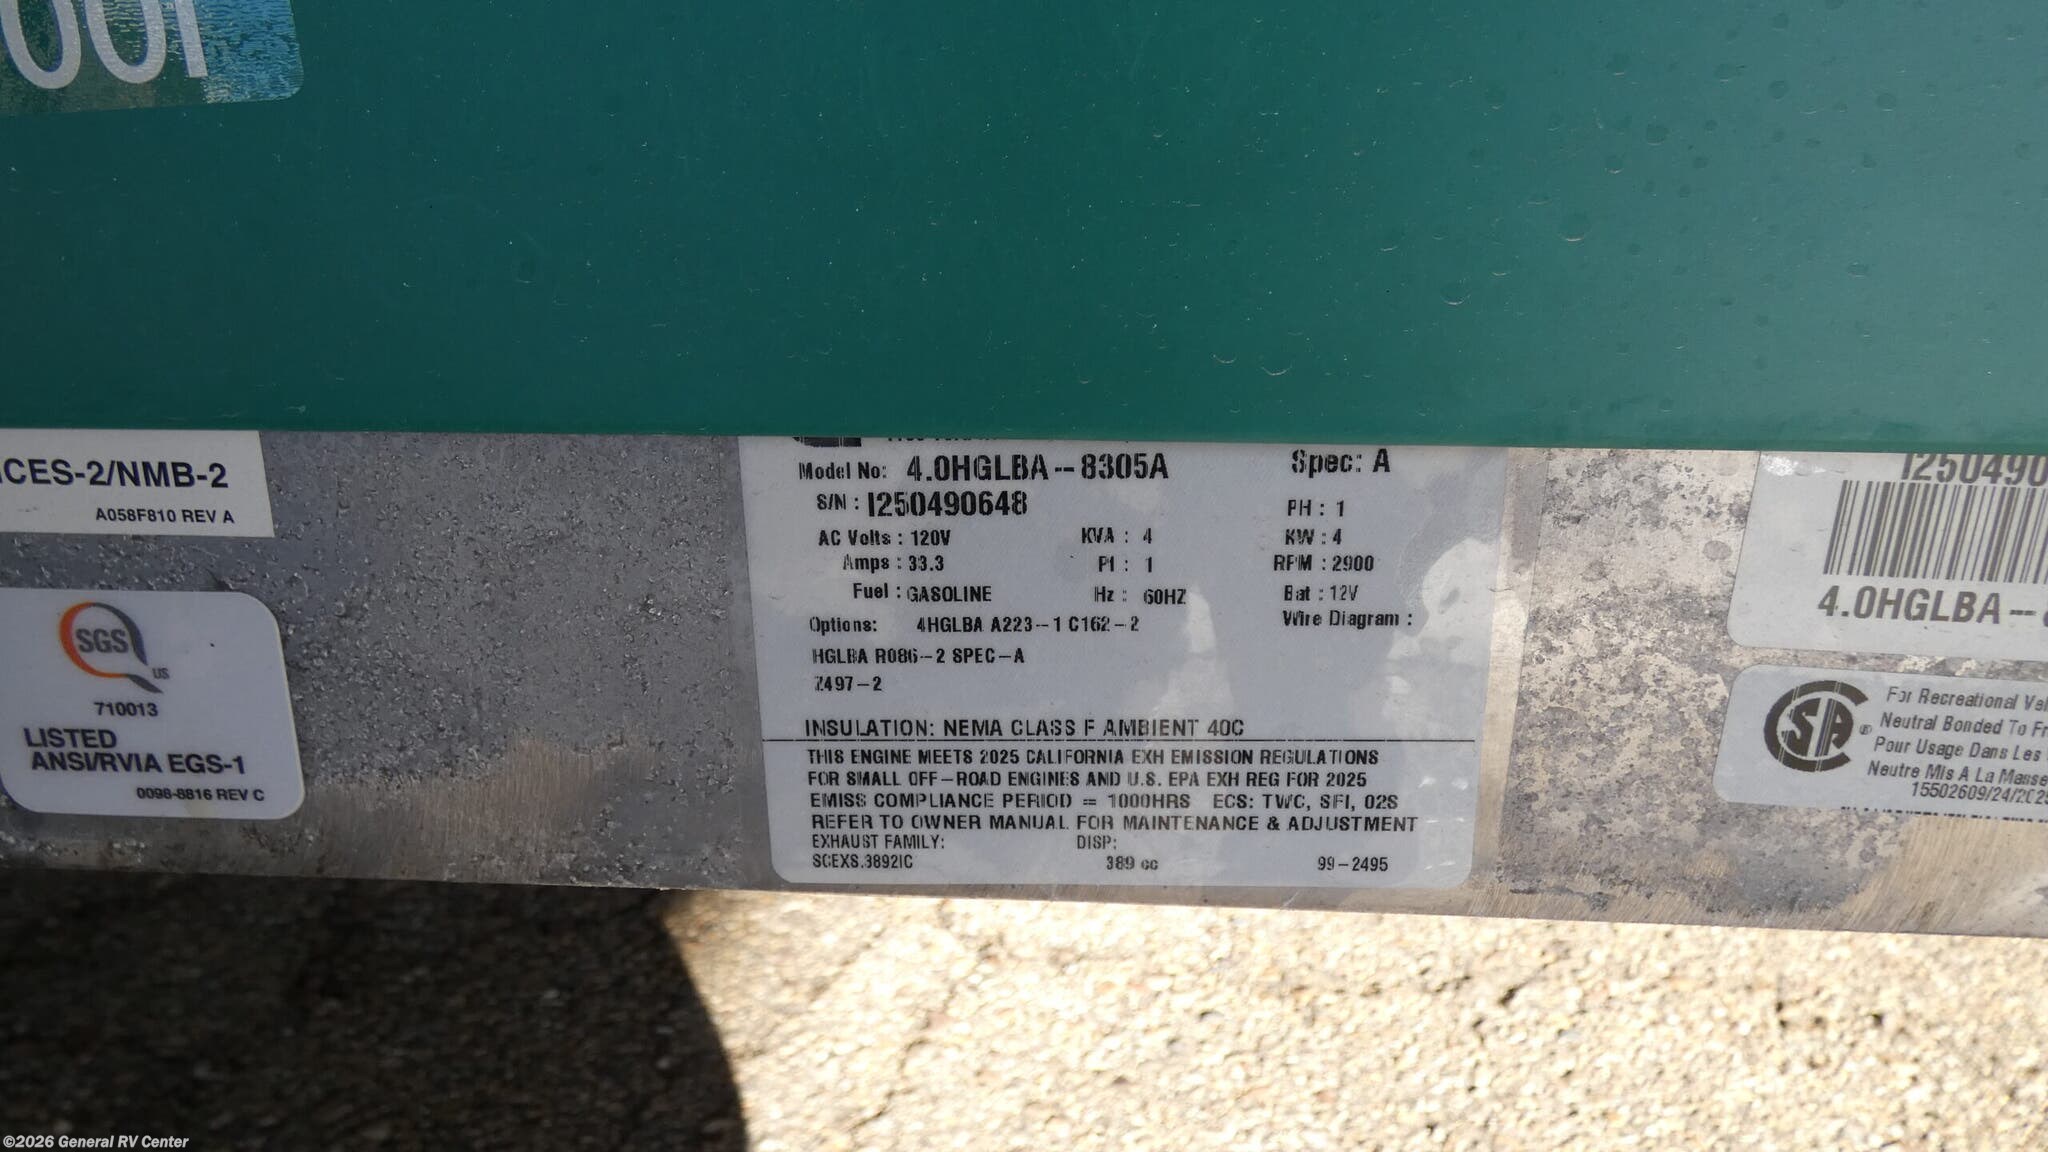 ICES-2/NMB-2
A058F810 REV A
SGS
US
710013
LISTED
ANSI/RVIA EGS-1
0098-8816 REV C
Model No: 4.0HGLBA--8305A Spec: A
S/N : I250490648 PH : 1
AC Volts : 120V KVA : 4 KW : 4
Amps : 33.3 Pf : 1 RPM : 2900
Fuel : GASOLINE Hz : 60HZ Bat : 12V
Options: 4HGLBA A223--1 C162--2 Wire Diagram :
HGLBA R086--2 SPEC--A
Z497--2
INSULATION: NEMA CLASS F AMBIENT 40C
THIS ENGINE MEETS 2025 CALIFORNIA EXH EMISSION REGULATIONS
FOR SMALL OFF-ROAD ENGINES AND U.S. EPA EXH REG FOR 2025
EMISS COMPLIANCE PERIOD = 1000HRS ECS: TWC, SFI, O2S
REFER TO OWNER MANUAL FOR MAINTENANCE & ADJUSTMENT
EXHAUST FAMILY: DISP:
SCEXS.3892IC 389 cc 99-2495
I250490
4.0HGLBA--
For Recreational
Neutral Bonded To
Pour Usage Dans Les
Neutre Mis A La Masse
©2026 General RV Center